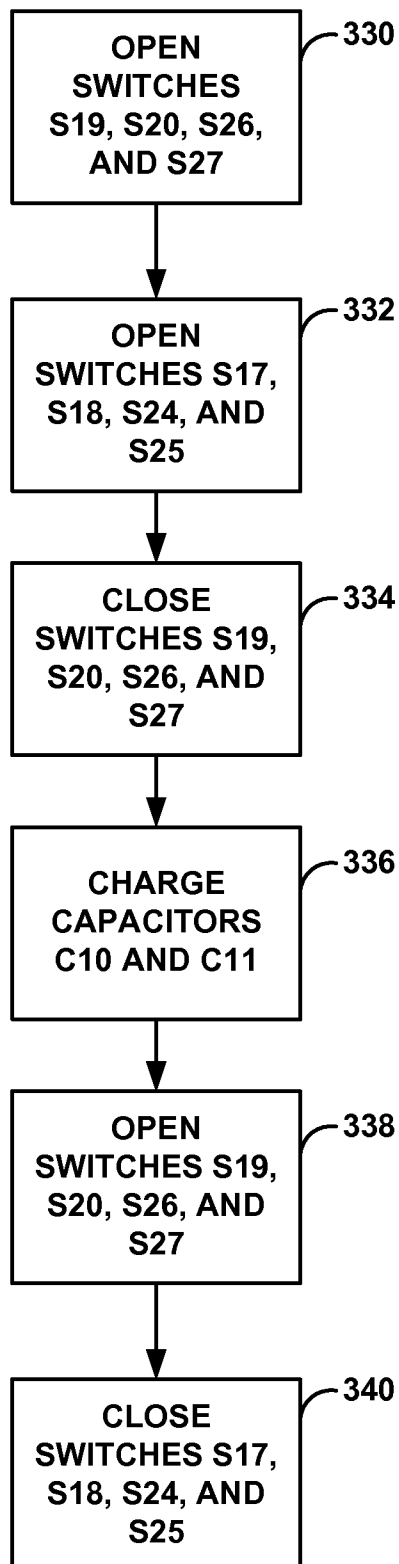 OPEN
SWITCHES
S19, S20, S26,
AND S27
330
OPEN
SWITCHES S17,
S18, S24, AND
S25
332
CLOSE
SWITCHES S19,
S20, S26, AND
S27
334
CHARGE
CAPACITORS
C10 AND C11
336
OPEN
SWITCHES S19,
S20, S26, AND
S27
338
CLOSE
SWITCHES S17,
S18, S24, AND
S25
340